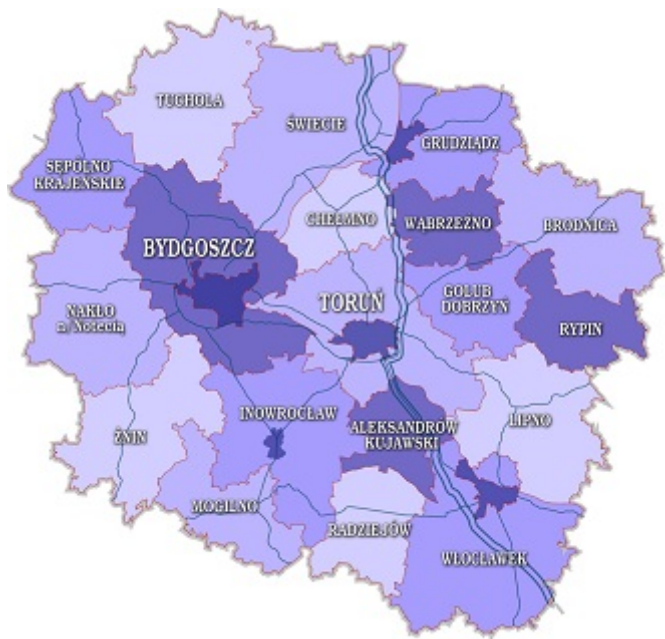 TUCHOLA
ŚWIECIE
GRUDZIĄDZ
SĘPOLNO
KRAJEŃSKIE
CHEŁMNO
WĄBRZEŹNO
BRODNICA
BYDGOSZCZ
TORUŃ
GOLUB
DOBRZYŃ
NAKŁO
n/Notecią
RYPIN
INOWROCŁAW
ALEKSANDRÓW
KUJAWSKI
LIPNO
ŻNIN
MOGILNO
RADZIEJÓW
WŁOCŁAWEK